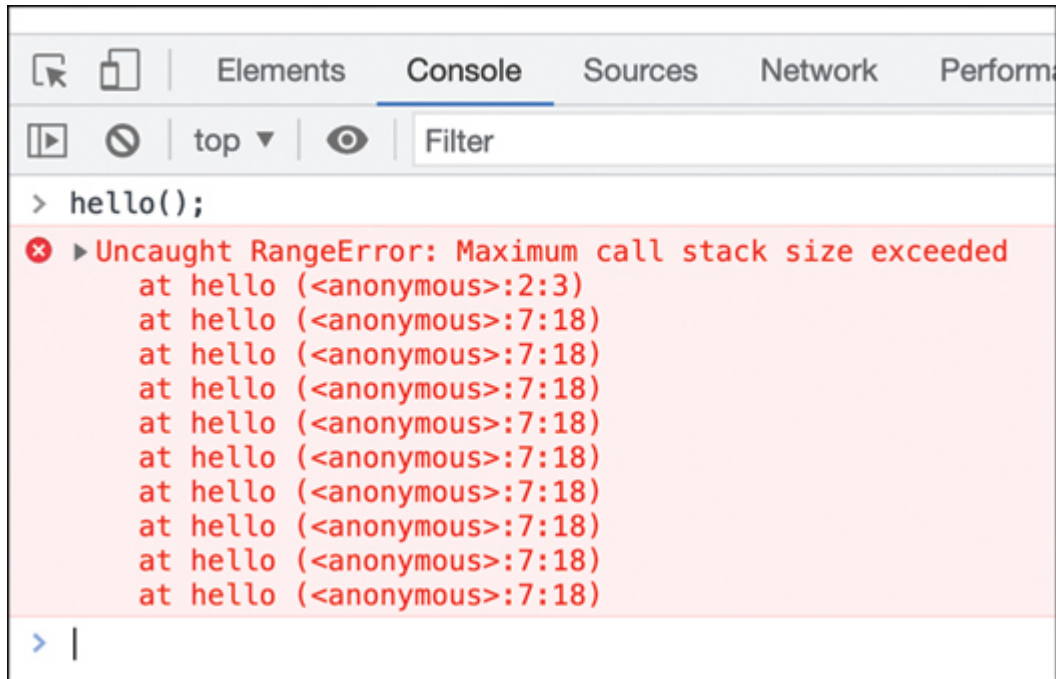 Elements Console Sources Network Performa
top ▼ Filter
> hello();
▶Uncaught RangeError: Maximum call stack size exceeded
at hello (<anonymous>:2:3)
at hello (<anonymous>:7:18)
at hello (<anonymous>:7:18)
at hello (<anonymous>:7:18)
at hello (<anonymous>:7:18)
at hello (<anonymous>:7:18)
at hello (<anonymous>:7:18)
at hello (<anonymous>:7:18)
at hello (<anonymous>:7:18)
at hello (<anonymous>:7:18)
>